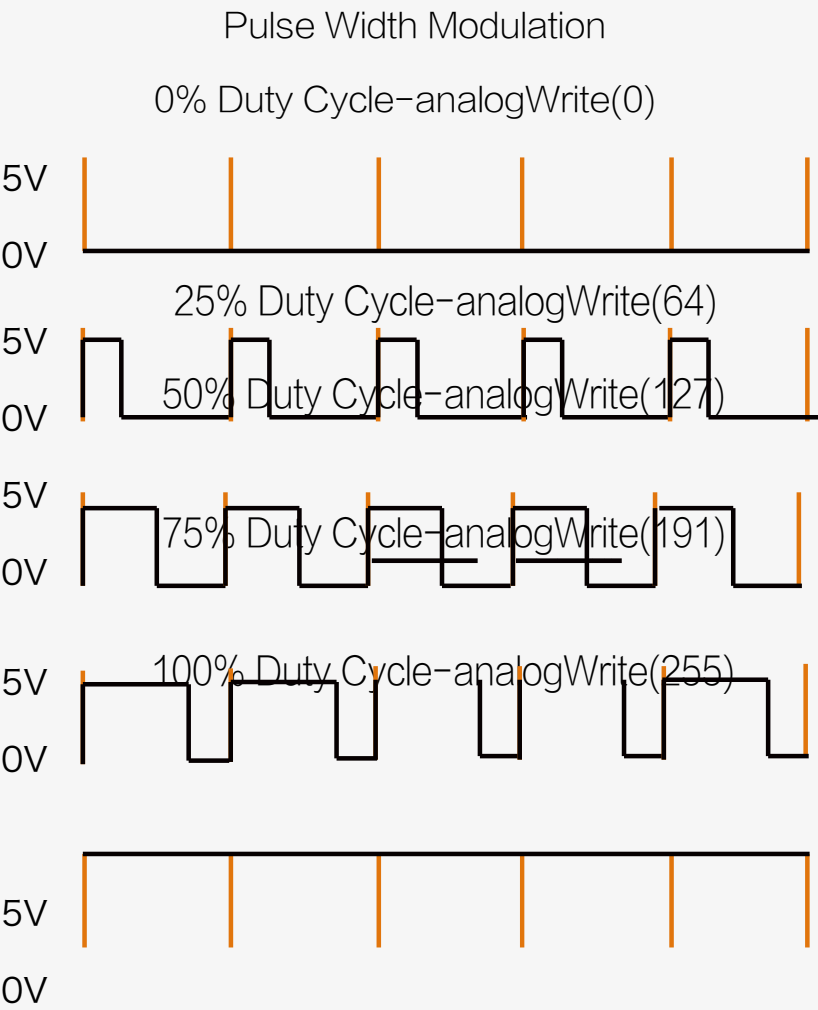 Pulse Width Modulation
0% Duty Cycle-analogWrite(0)
5V
0V
25% Duty Cycle-analogWrite(64)
5V
50% Duty Cycle-analogWrite(127)
0V
5V
75% Duty Cycle-analogWrite(191)
0V
100% Duty Cycle-analogWrite(255)
5V
0V
5V
0V